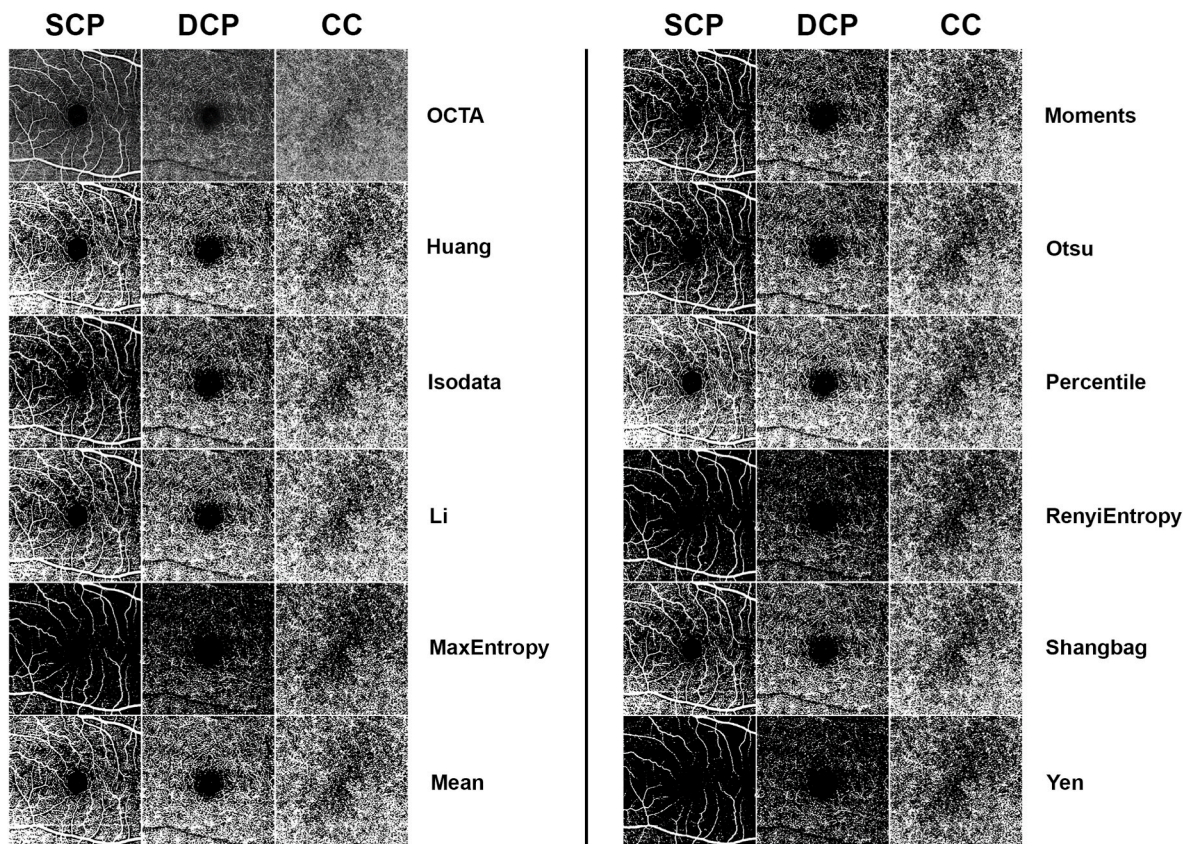 SCP DCP CC
OCTA
Huang
Isodata
Li
MaxEntropy
Mean
SCP DCP CC
Moments
Otsu
Percentile
RenyiEntropy
Shangbag
Yen